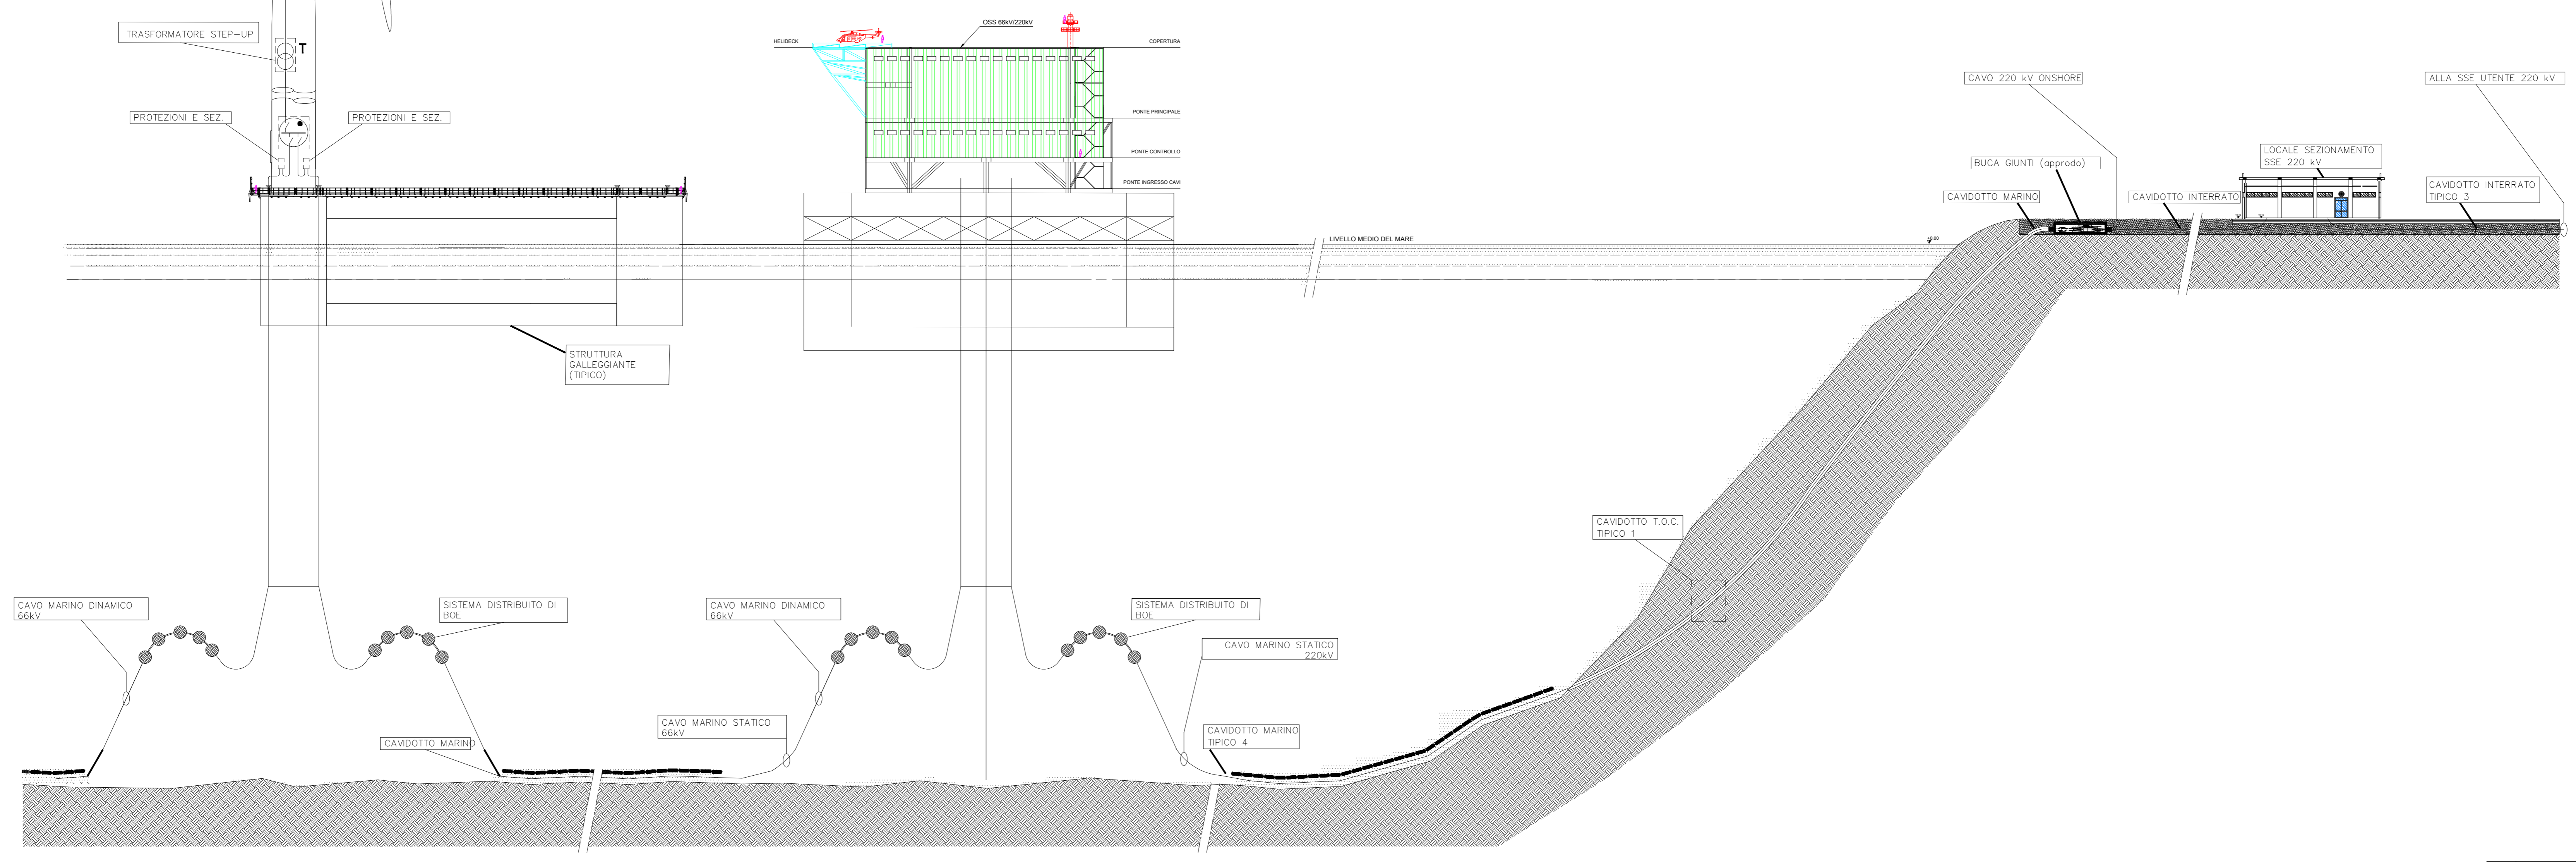 TRASFORMATORE STEP-UP
T
PROTEZIONI E SEZ.
PROTEZIONI E SEZ.
OSS 66kV/220kV
HELIDECK
COPERTURA
PONTE PRINCIPALE
PONTE CONTROLLO
PONTE INGRESSO CAVI
CAVO 220 kV ONSHORE
ALLA SSE UTENTE 220 kV
BUCA GIUNTI (approdo)
LOCALE SEZIONAMENTO
SSE 220 kV
CAVIDOTTO MARINO
CAVIDOTTO INTERRATO
CAVIDOTTO INTERRATO
TIPICO 3
LIVELLO MEDIO DEL MARE
±0.00
STRUTTURA
GALLEGGIANTE
(TIPICO)
CAVIDOTTO T.O.C.
TIPICO 1
CAVO MARINO DINAMICO
66kV
SISTEMA DISTRIBUITO DI
BOE
CAVO MARINO DINAMICO
66kV
SISTEMA DISTRIBUITO DI
BOE
CAVO MARINO STATICO
220kV
CAVIDOTTO MARINO
CAVO MARINO STATICO
66kV
CAVIDOTTO MARINO
TIPICO 4